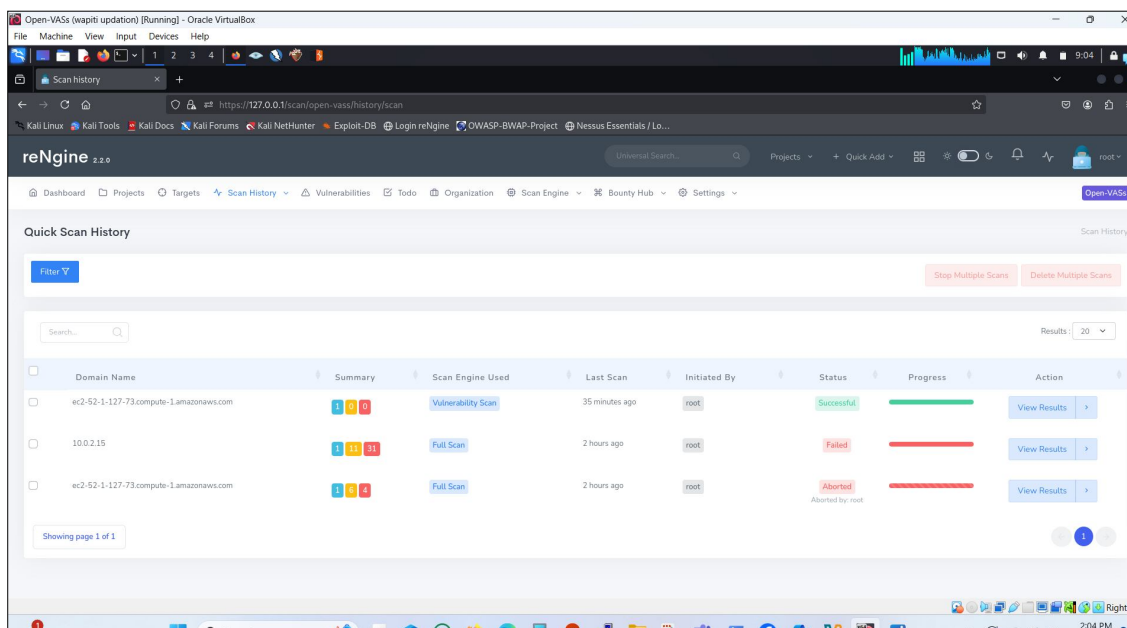 Open-VASs (wapiti updation) [Running] - Oracle VirtualBox
File Machine View Input Devices Help
1 2 3 4 9:04
Scan history × +
https://127.0.0.1/scan/open-vass/history/scan
Kali Linux Kali Tools Kali Docs Kali Forums Kali NetHunter Exploit-DB Login reNgine OWASP-BWAP-Project Nessus Essentials / Lo...
reNgine 2.2.0 Universal Search... Projects + Quick Add root
Dashboard Projects Targets Scan History Vulnerabilities Todo Organization Scan Engine Bounty Hub Settings Open-VASs
Quick Scan History Scan History
Filter Stop Multiple Scans Delete Multiple Scans
Search... Results : 20
Domain Name Summary Scan Engine Used Last Scan Initiated By Status Progress Action
ec2-52-1-127-73.compute-1.amazonaws.com 1 0 0 Vulnerability Scan 35 minutes ago root Successful View Results
10.0.2.15 1 11 31 Full Scan 2 hours ago root Failed View Results
ec2-52-1-127-73.compute-1.amazonaws.com 1 6 4 Full Scan 2 hours ago root Aborted View Results
Aborted by: root
Showing page 1 of 1 1
Right
2:04 PM